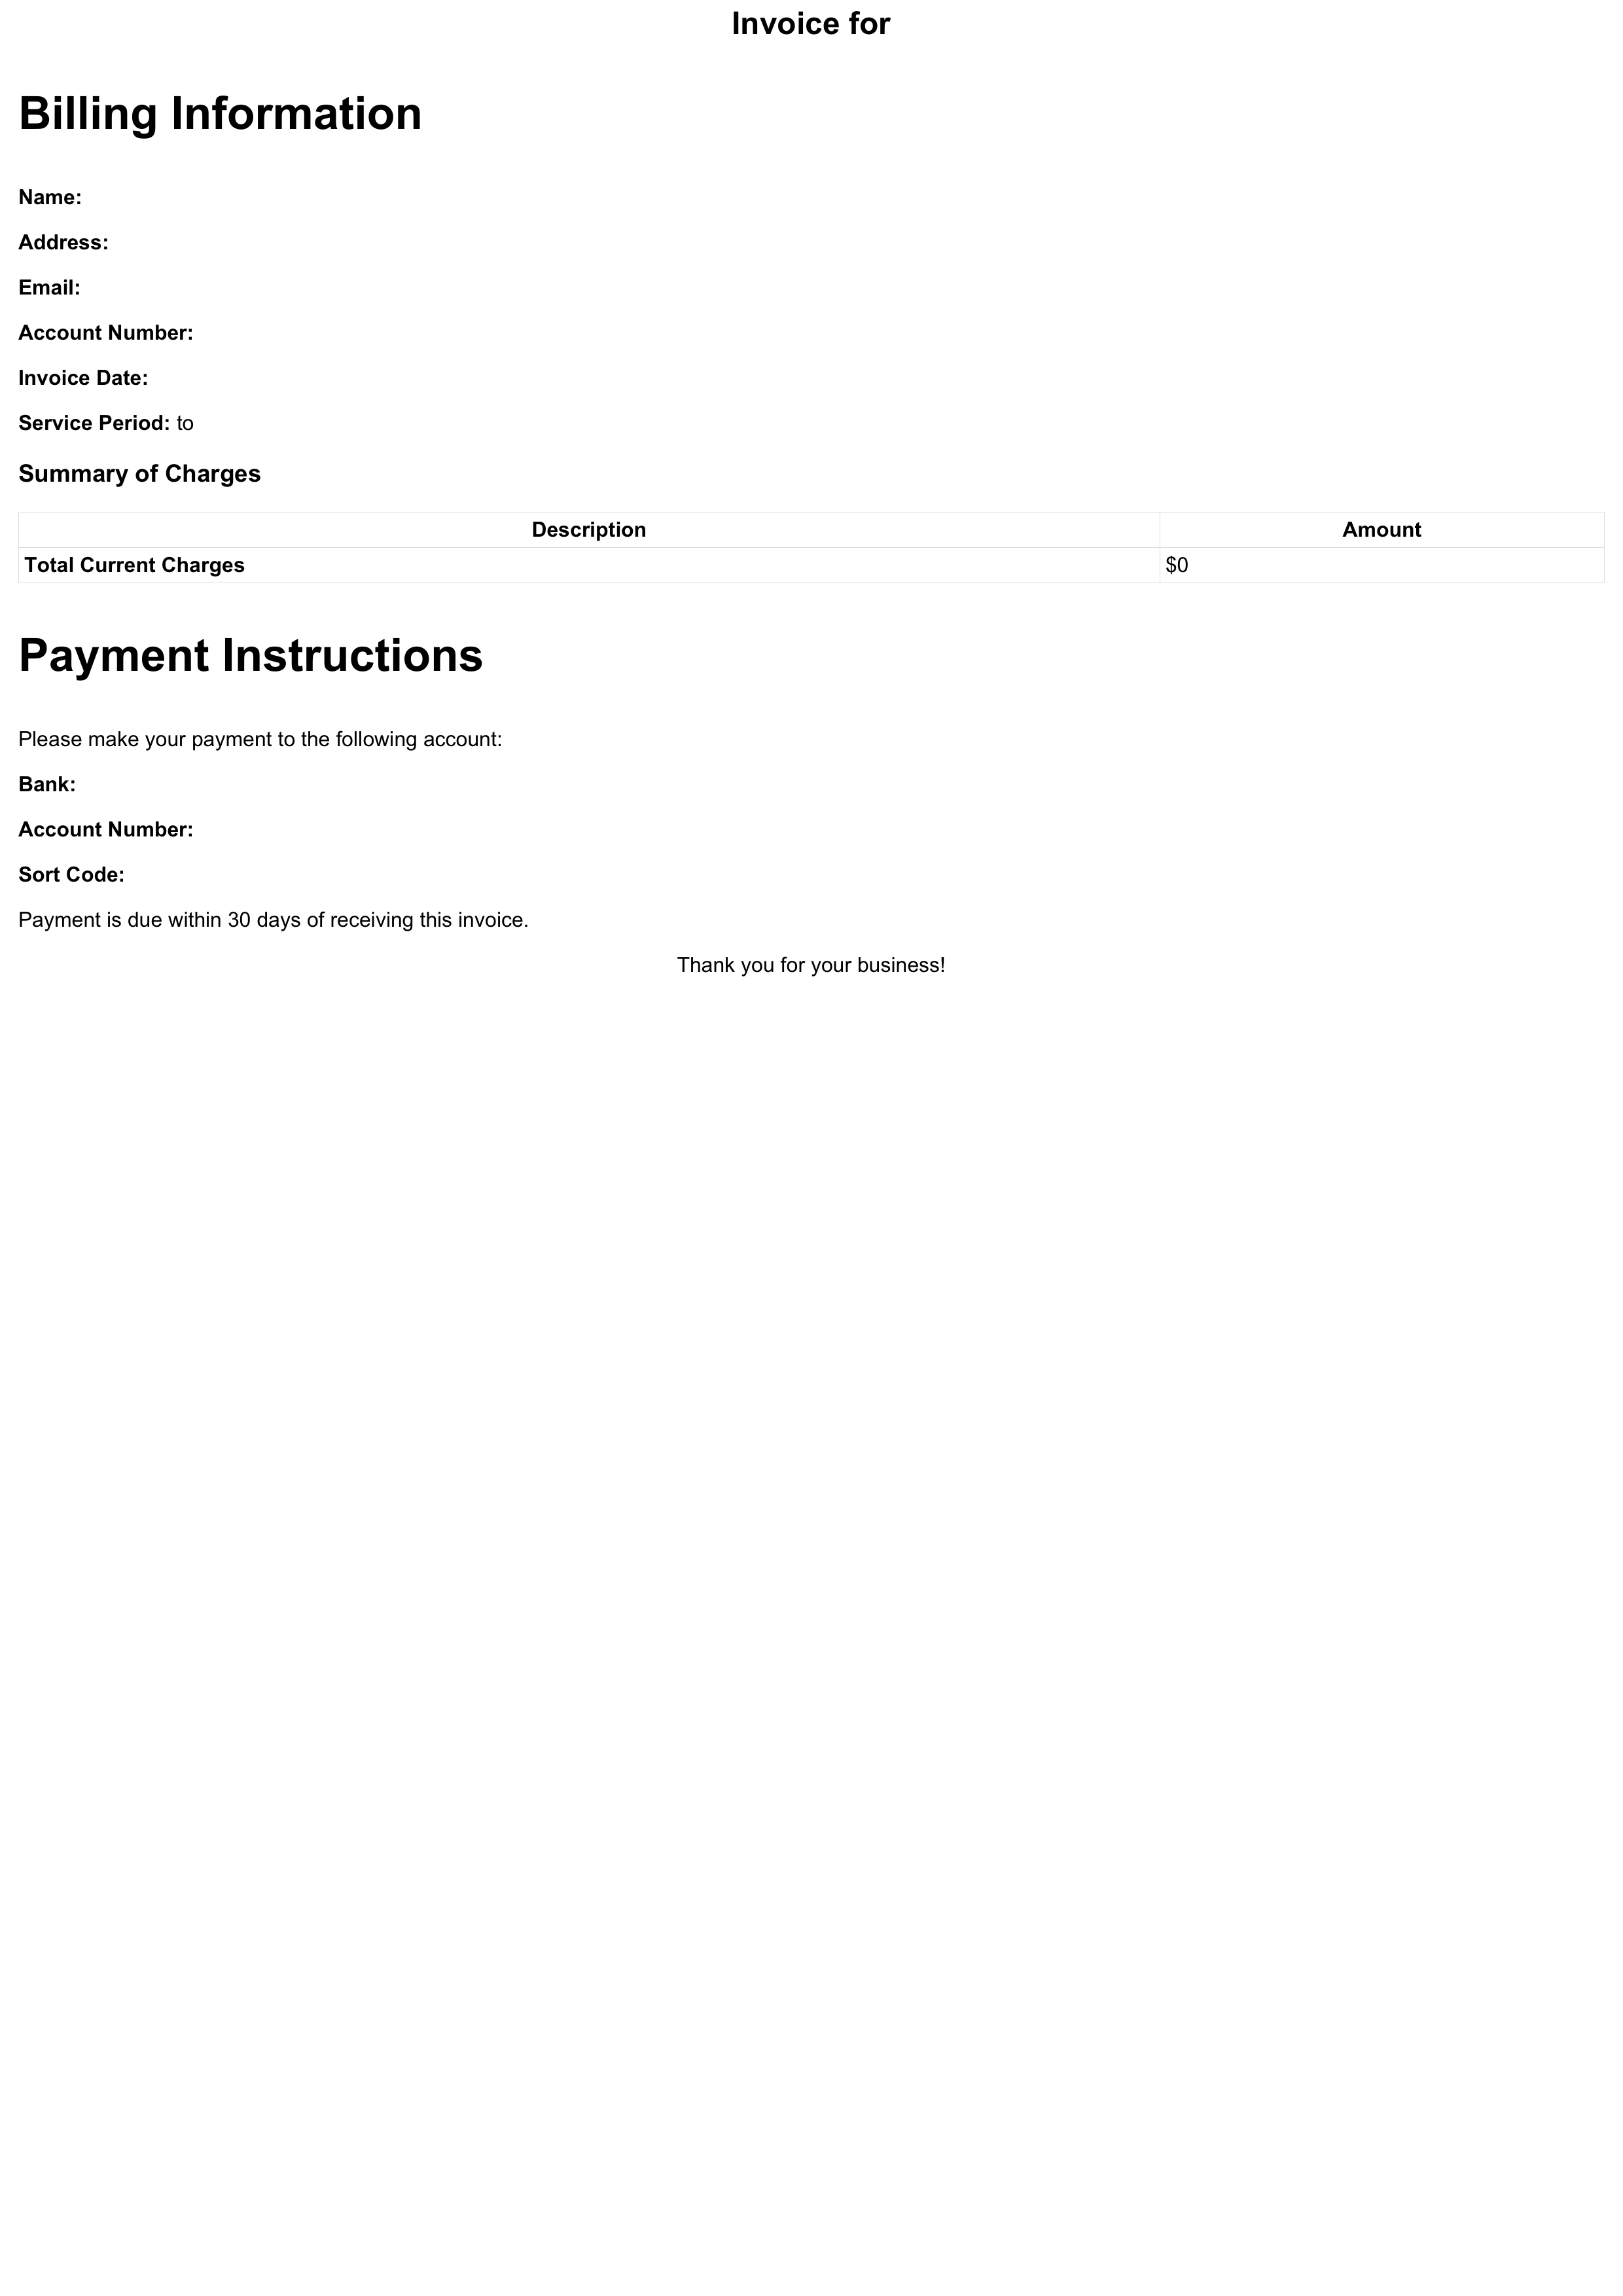 Invoice for
Billing Information
Name:
Address:
Email:
Account Number:
Invoice Date:
Service Period: to
Summary of Charges
Description Amount
Total Current Charges $0
Payment Instructions
Please make your payment to the following account:
Bank:
Account Number:
Sort Code:
Payment is due within 30 days of receiving this invoice.
Thank you for your business!